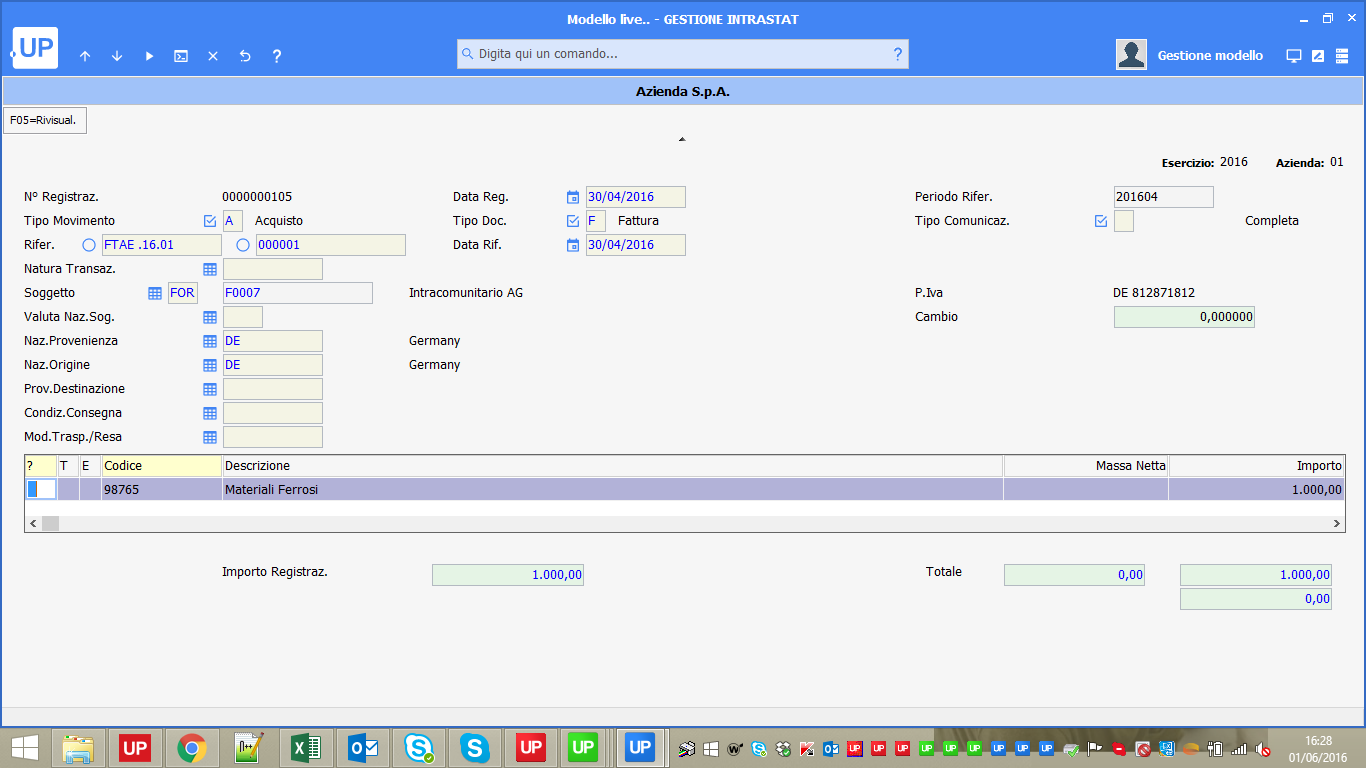 Modello live.. - GESTIONE INTRASTAT
UP
Digita qui un comando... ?
Gestione modello
Azienda S.p.A.
F05=Rivisual.
Esercizio: 2016 Azienda: 01
N° Registraz. 0000000105 Data Reg. 30/04/2016 Periodo Rifer. 201604
Tipo Movimento A Acquisto Tipo Doc. F Fattura Tipo Comunicaz. Completa
Rifer. FTAE .16.01 000001 Data Rif. 30/04/2016
Natura Transaz.
Soggetto FOR F0007 Intracomunitario AG P.Iva DE 812871812
Valuta Naz.Sog. Cambio 0,000000
Naz.Provenienza DE Germany
Naz.Origine DE Germany
Prov.Destinazione
Condiz.Consegna
Mod.Trasp./Resa
? T E Codice Descrizione Massa Netta Importo
98765 Materiali Ferrosi 1.000,00
Importo Registraz. 1.000,00 Totale 0,00 1.000,00
0,00
UP UP UP UP
16:28
01/06/2016